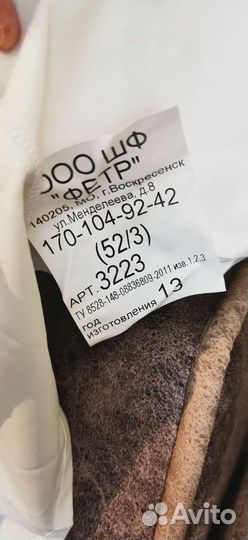 ООО ШФ
"ФЕТР"
140205, МО, г.Воскресенск
ул.Менделеева, д.8
170-104-92-42
(52/3)
АРТ. 3223
ТУ 8528-148-08836809-2011 изв.1.2,3
год
изготовления 13
Avito